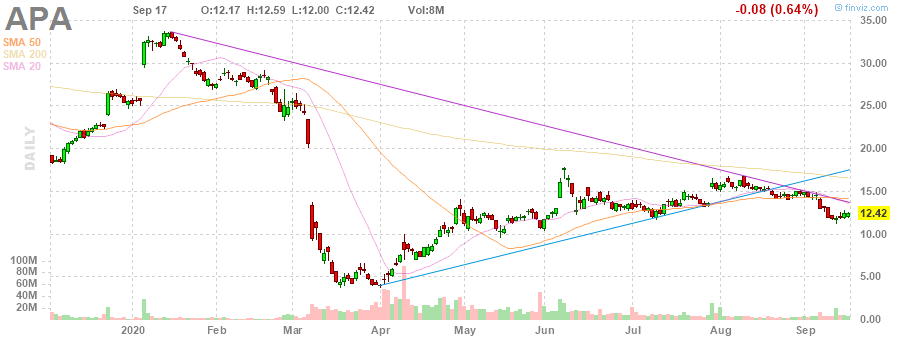 APA
Sep 17 O:12.17 H:12.59 L:12.00 C:12.42 Vol:8M
-0.08 (0.64%)
© finviz.com
SMA 50
SMA 200
SMA 20
DAILY
35.00
30.00
25.00
20.00
15.00
12.42
10.00
5.00
0.00
100M
80M
60M
40M
20M
2020 Feb Mar Apr May Jun Jul Aug Sep